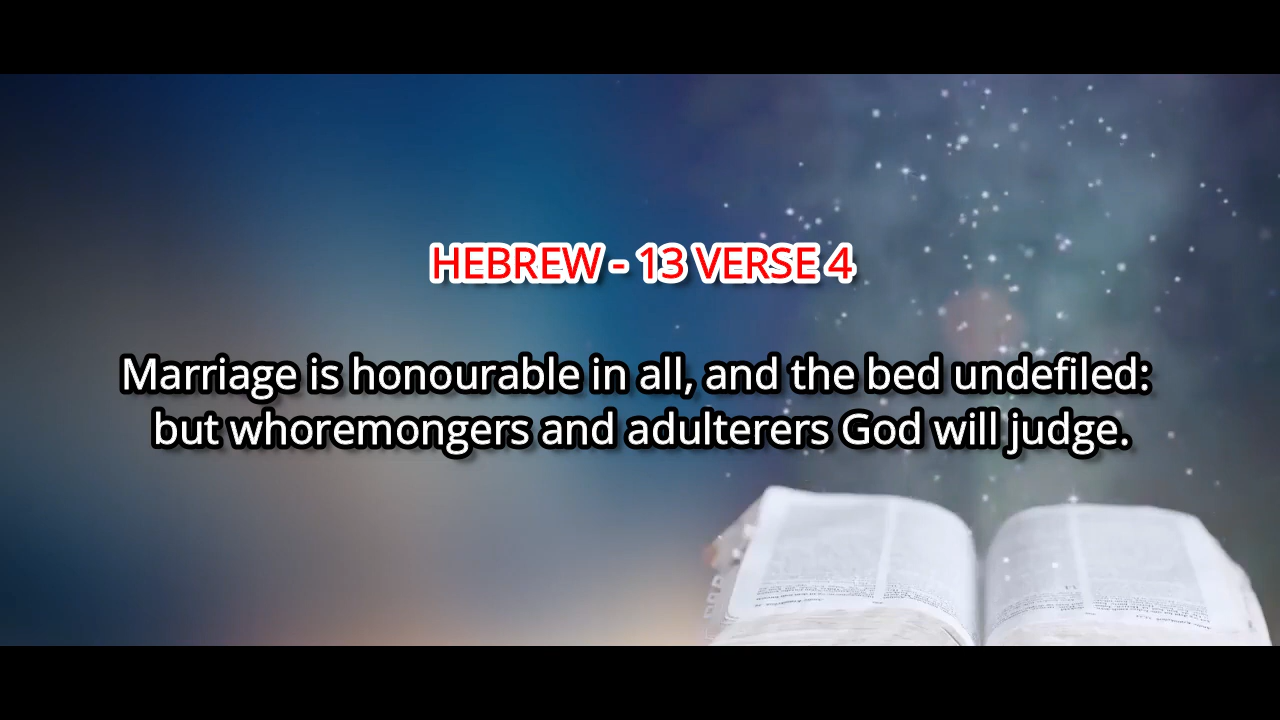 HEBREW - 13 VERSE 4
Marriage is honourable in all, and the bed undefiled:
but whoremongers and adulterers God will judge.